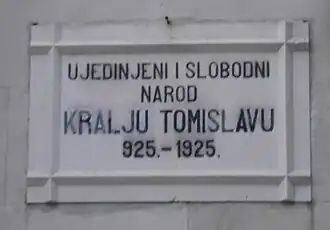 UJEDINJENI I SLOBODNI
NAROD
KRALJU TOMISLAVU
925.-1925.